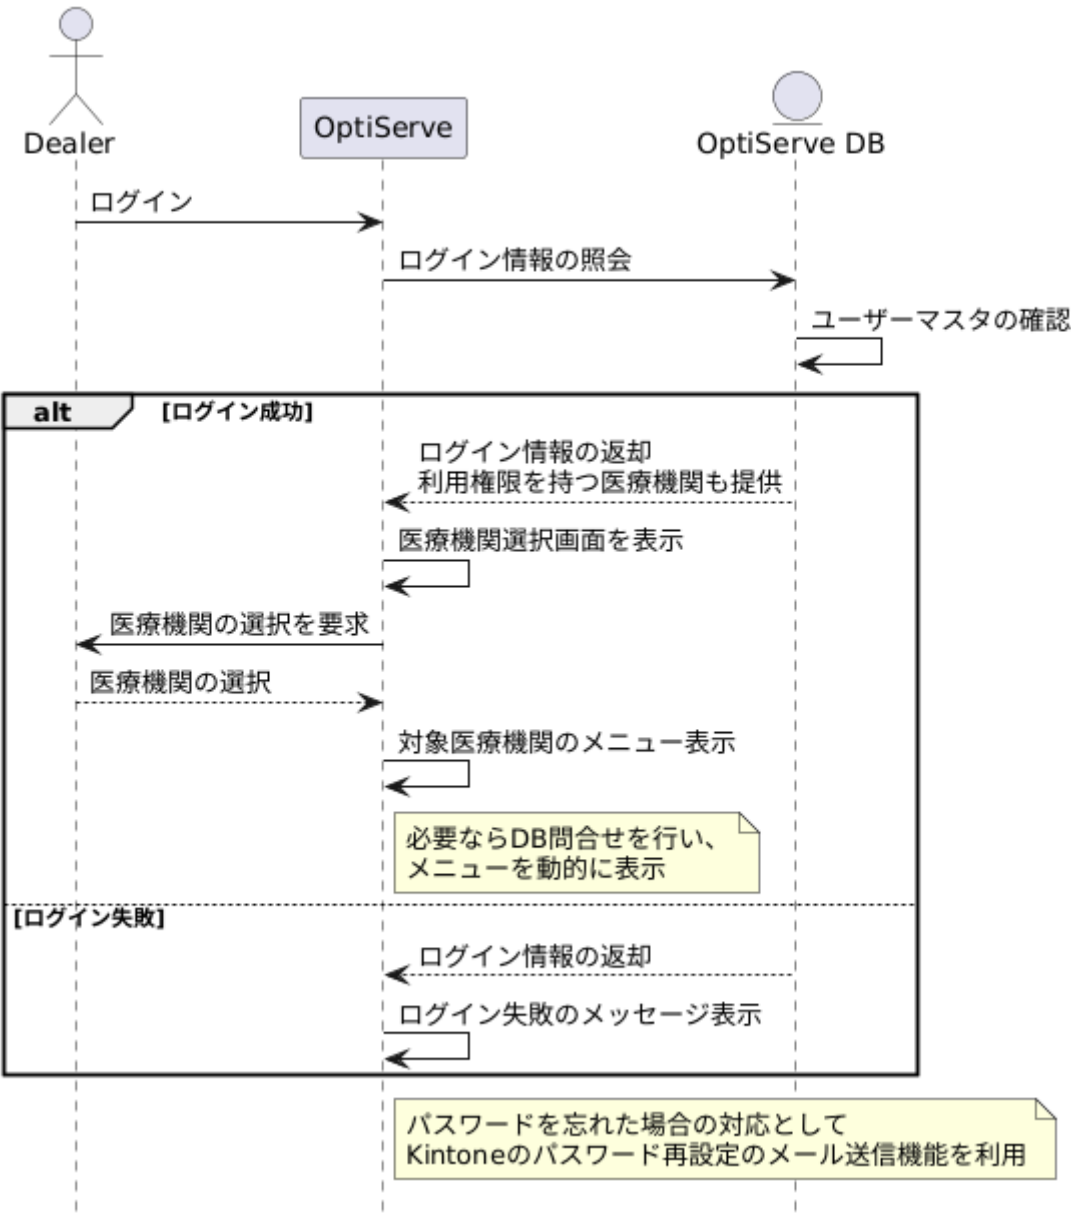 Dealer
OptiServe
OptiServe DB
ログイン
ログイン情報の照会
ユーザーマスタの確認
alt
[ログイン成功]
ログイン情報の返却
利用権限を持つ医療機関も提供
医療機関選択画面を表示
医療機関の選択を要求
医療機関の選択
対象医療機関のメニュー表示
必要ならDB問合せを行い、
メニューを動的に表示
[ログイン失敗]
ログイン情報の返却
ログイン失敗のメッセージ表示
パスワードを忘れた場合の対応として
Kintoneのパスワード再設定のメール送信機能を利用